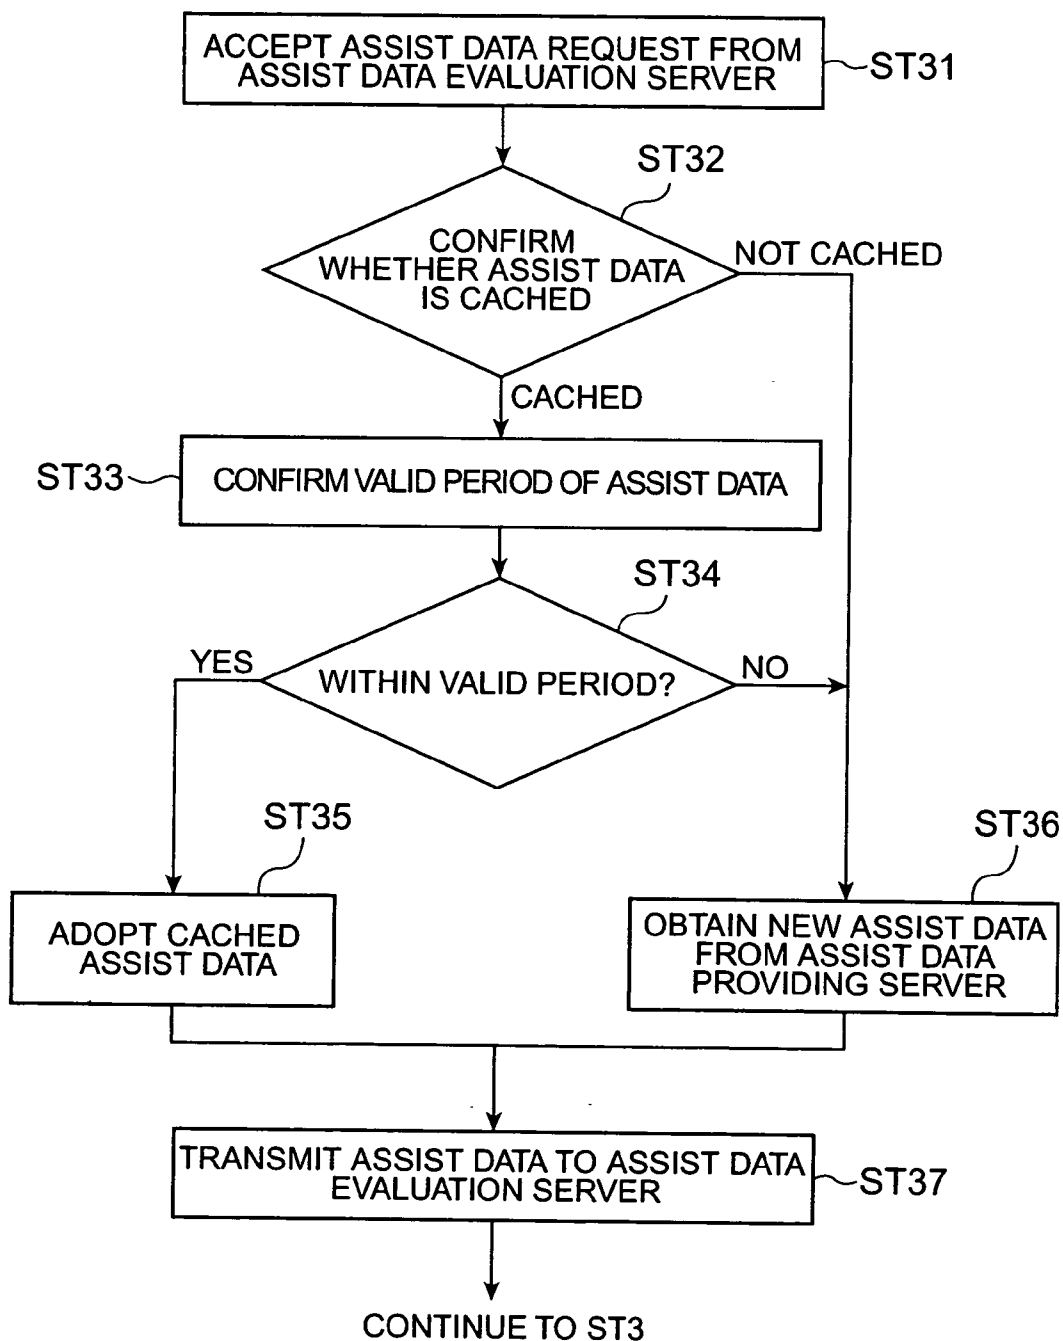 ACCEPT ASSIST DATA REQUEST FROM
ASSIST DATA EVALUATION SERVER
ST31
ST32
CONFIRM
WHETHER ASSIST DATA
IS CACHED
NOT CACHED
CACHED
ST33
CONFIRM VALID PERIOD OF ASSIST DATA
ST34
YES
WITHIN VALID PERIOD?
NO
ST35
ST36
ADOPT CACHED
ASSIST DATA
OBTAIN NEW ASSIST DATA
FROM ASSIST DATA
PROVIDING SERVER
TRANSMIT ASSIST DATA TO ASSIST DATA
EVALUATION SERVER
ST37
CONTINUE TO ST3